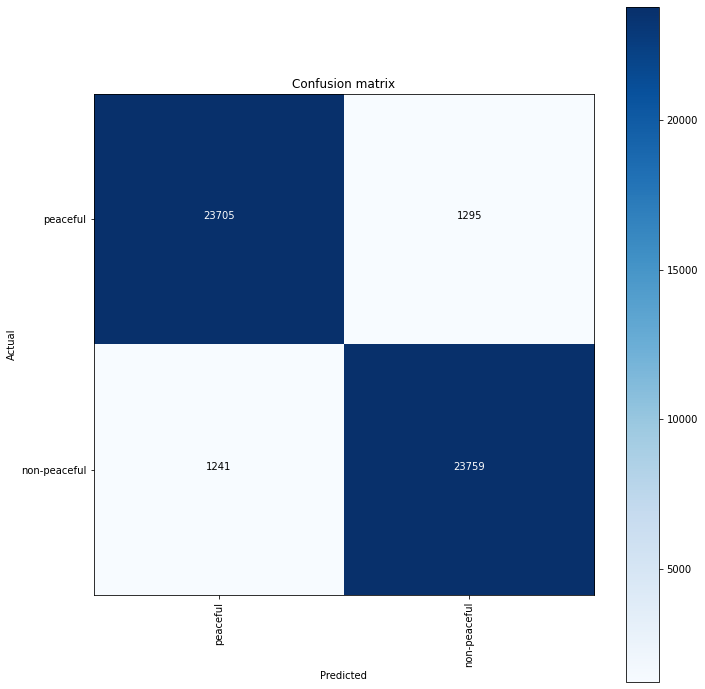 Confusion matrix
peaceful
23705
1295
non-peaceful
1241
23759
Actual
peaceful
non-peaceful
Predicted
20000
15000
10000
5000